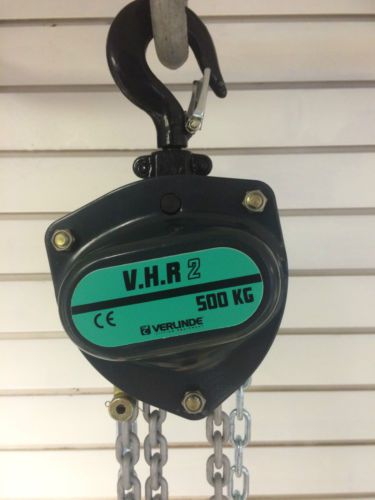 V.H.R 2
500 KG
CE
VERLINDE